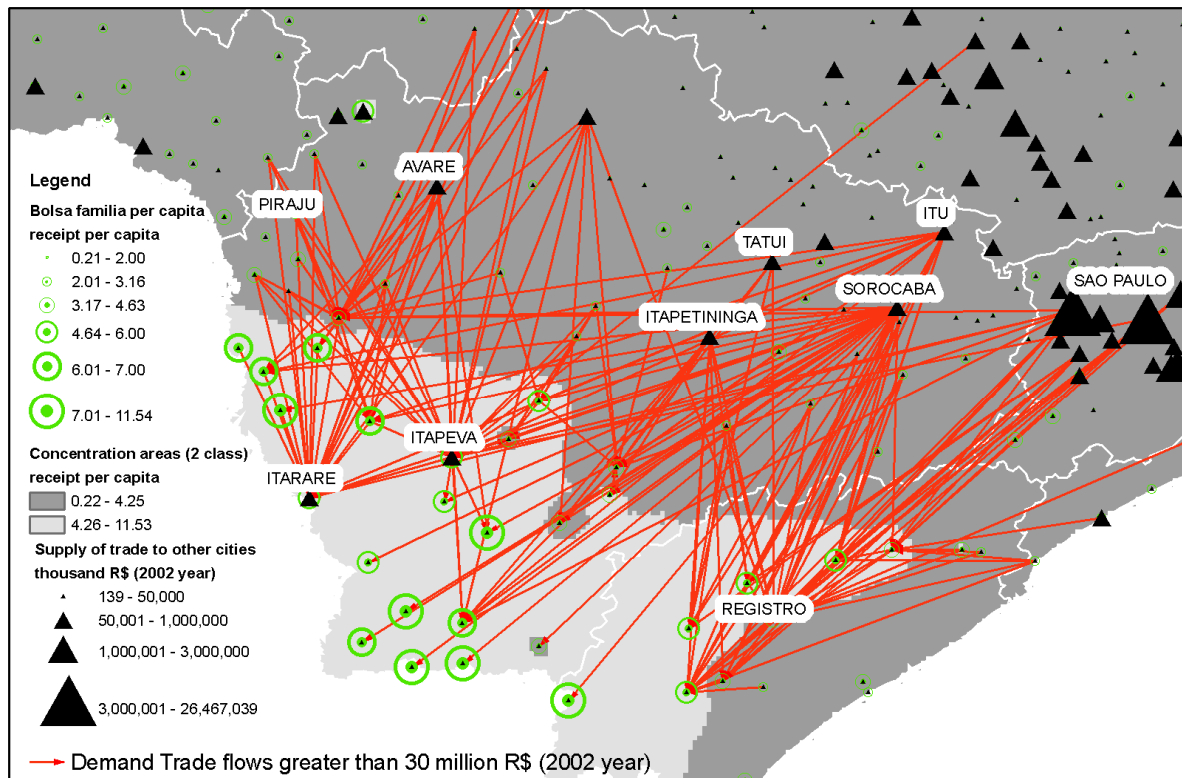 AVARE
PIRAJU
ITU
TATUI
SOROCABA
SAO PAULO
ITAPETININGA
ITAPEVA
ITARARE
REGISTRO
Legend
Bolsa familia per capita
receipt per capita
0.21 - 2.00
2.01 - 3.16
3.17 - 4.63
4.64 - 6.00
6.01 - 7.00
7.01 - 11.54
Concentration areas (2 class)
receipt per capita
0.22 - 4.25
4.26 - 11.53
Supply of trade to other cities
thousand R$ (2002 year)
139 - 50,000
50,001 - 1,000,000
1,000,001 - 3,000,000
3,000,001 - 26,467,039
Demand Trade flows greater than 30 million R$ (2002 year)